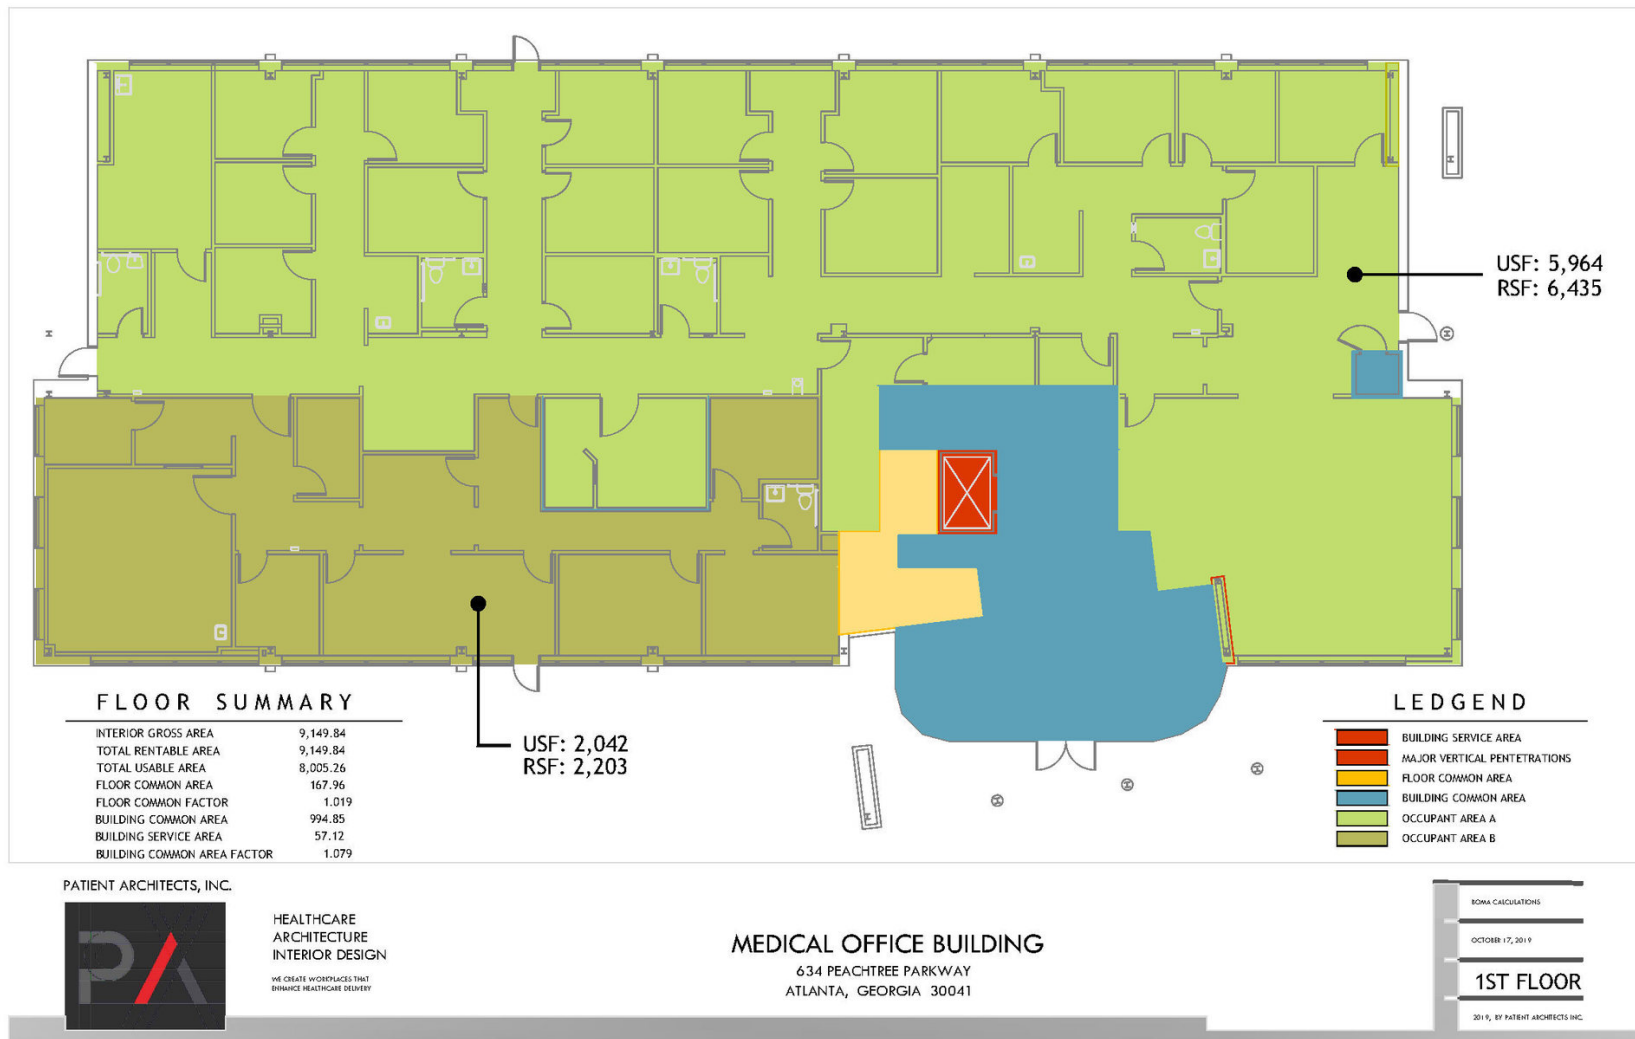 USF: 5,964
RSF: 6,435
USF: 2,042
RSF: 2,203
FLOOR SUMMARY
INTERIOR GROSS AREA 9,149.84
TOTAL RENTABLE AREA 9,149.84
TOTAL USABLE AREA 8,005.26
FLOOR COMMON AREA 167.96
FLOOR COMMON FACTOR 1.019
BUILDING COMMON AREA 994.85
BUILDING SERVICE AREA 57.12
BUILDING COMMON AREA FACTOR 1.079
LEDGEND
BUILDING SERVICE AREA
MAJOR VERTICAL PENTETRATIONS
FLOOR COMMON AREA
BUILDING COMMON AREA
OCCUPANT AREA A
OCCUPANT AREA B
PATIENT ARCHITECTS, INC.
PA
HEALTHCARE
ARCHITECTURE
INTERIOR DESIGN
WE CREATE WORKPLACES THAT
ENHANCE HEALTHCARE DELIVERY
MEDICAL OFFICE BUILDING
634 PEACHTREE PARKWAY
ATLANTA, GEORGIA 30041
BOMA CALCULATIONS
OCTOBER 17, 2019
1ST FLOOR
2019, BY PATIENT ARCHITECTS INC.